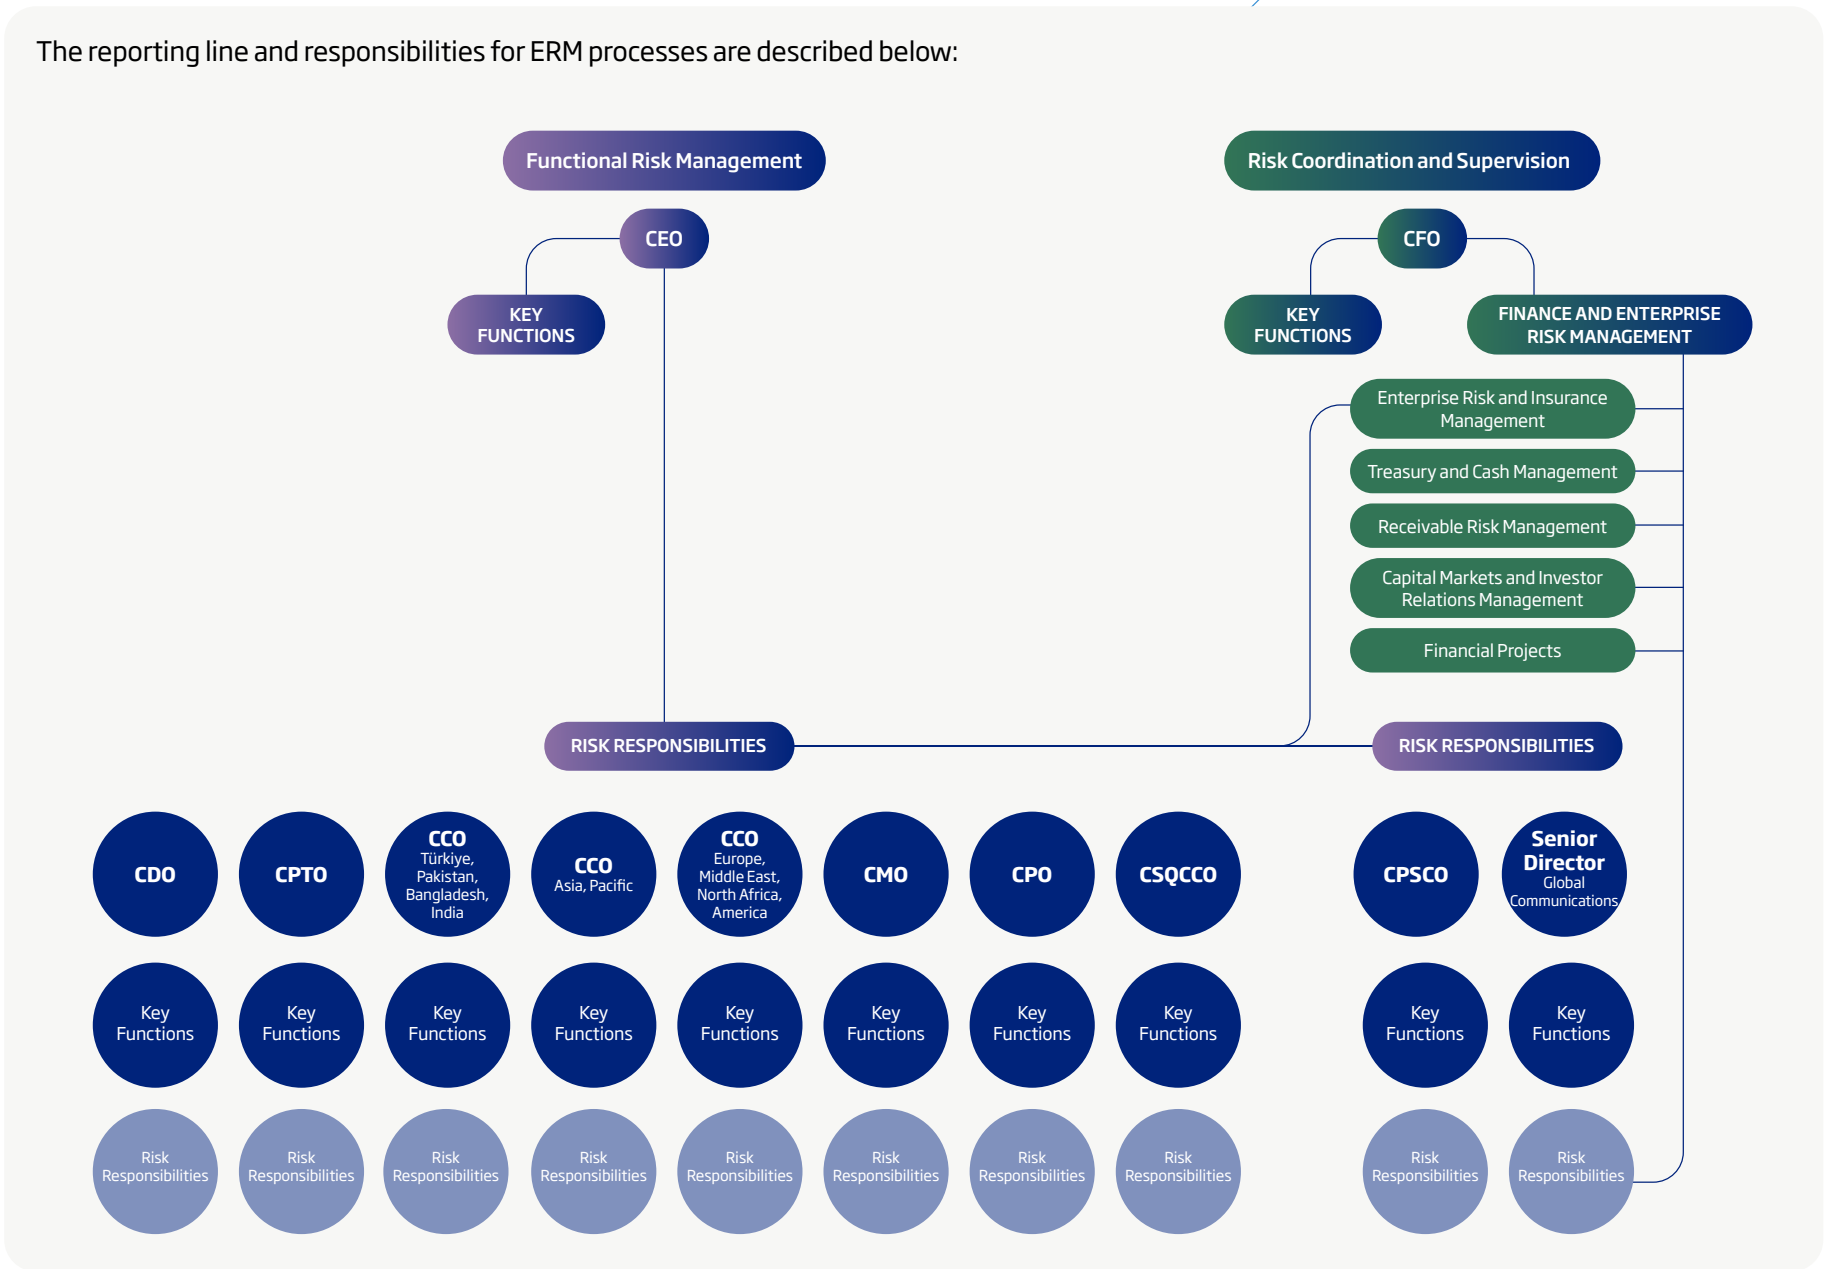 The reporting line and responsibilities for ERM processes are described below:
Functional Risk Management
Risk Coordination and Supervision
CEO
CFO
KEY
FUNCTIONS
KEY
FUNCTIONS
FINANCE AND ENTERPRISE
RISK MANAGEMENT
Enterprise Risk and Insurance
Management
Treasury and Cash Management
Receivable Risk Management
Capital Markets and Investor
Relations Management
Financial Projects
RISK RESPONSIBILITIES
RISK RESPONSIBILITIES
CDO
CPTO
CCO
Türkiye,
Pakistan,
Bangladesh,
India
CCO
Asia, Pacific
CCO
Europe,
Middle East,
North Africa,
America
CMO
CPO
CSQCCO
CPSCO
Senior
Director
Global
Communications
Key
Functions
Key
Functions
Key
Functions
Key
Functions
Key
Functions
Key
Functions
Key
Functions
Key
Functions
Key
Functions
Key
Functions
Risk
Responsibilities
Risk
Responsibilities
Risk
Responsibilities
Risk
Responsibilities
Risk
Responsibilities
Risk
Responsibilities
Risk
Responsibilities
Risk
Responsibilities
Risk
Responsibilities
Risk
Responsibilities